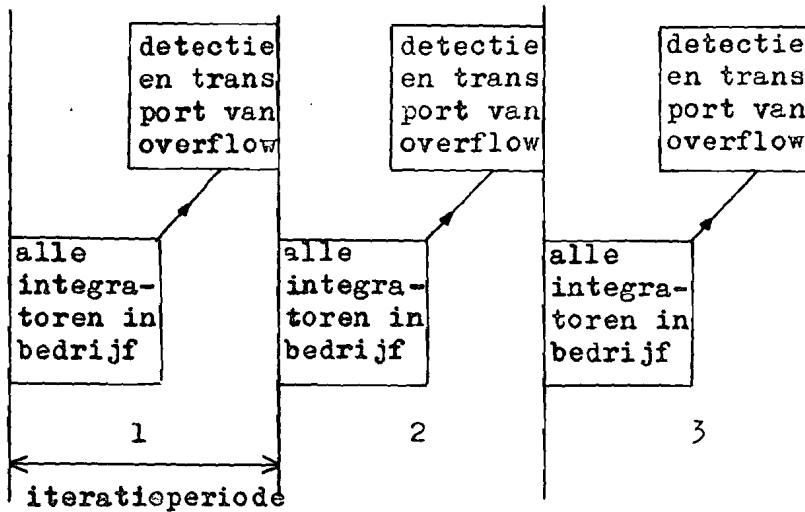 detectie
en trans
port van
overflow
detectie
en trans
port van
overflow
detectie
en trans
port van
overflow
alle
integra-
toren in
bedrijf
alle
integra-
toren in
bedrijf
alle
integra-
toren in
bedrijf
1
2
3
iteratieperiode